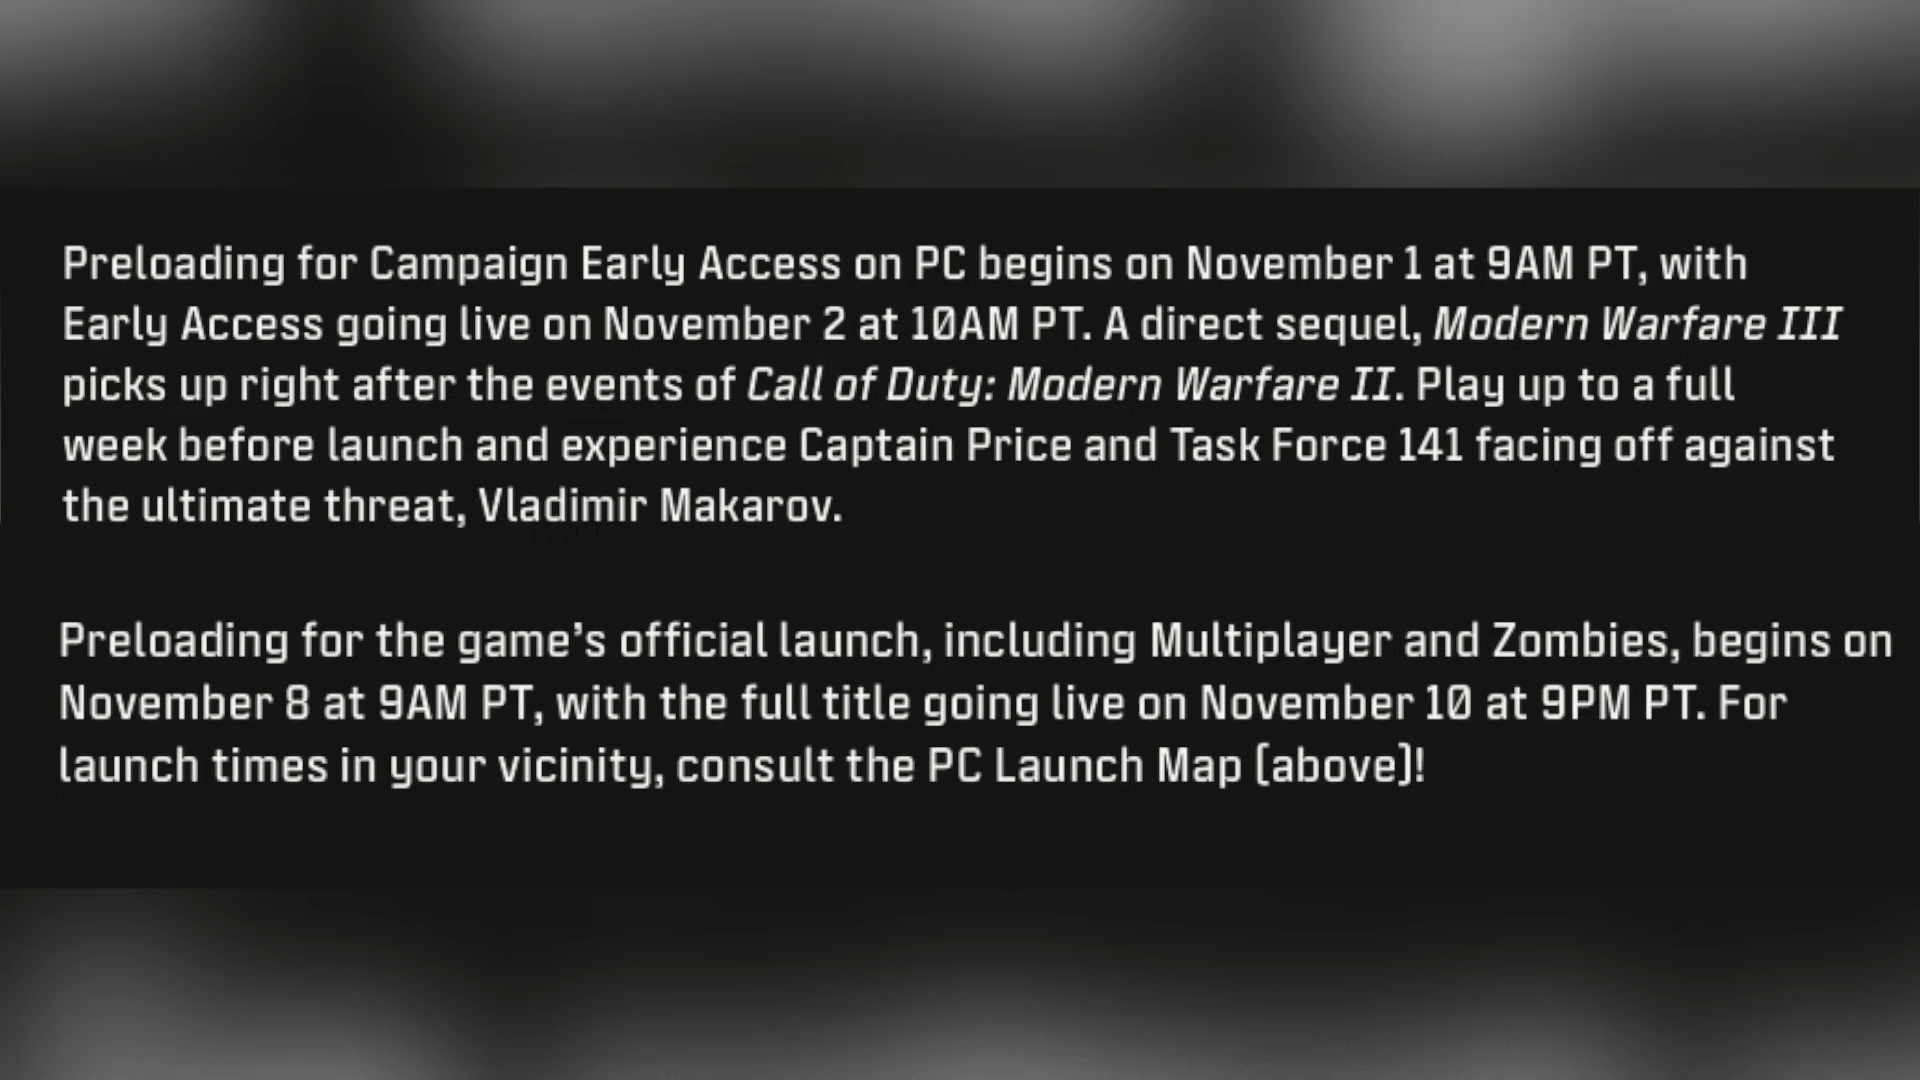 Preloading for Campaign Early Access on PC begins on November 1 at 9AM PT, with
Early Access going live on November 2 at 10AM PT. A direct sequel, Modern Warfare III
picks up right after the events of Call of Duty: Modern Warfare II. Play up to a full
week before launch and experience Captain Price and Task Force 141 facing off against
the ultimate threat, Vladimir Makarov.
Preloading for the game’s official launch, including Multiplayer and Zombies, begins on
November 8 at 9AM PT, with the full title going live on November 10 at 9PM PT. For
launch times in your vicinity, consult the PC Launch Map (above)!